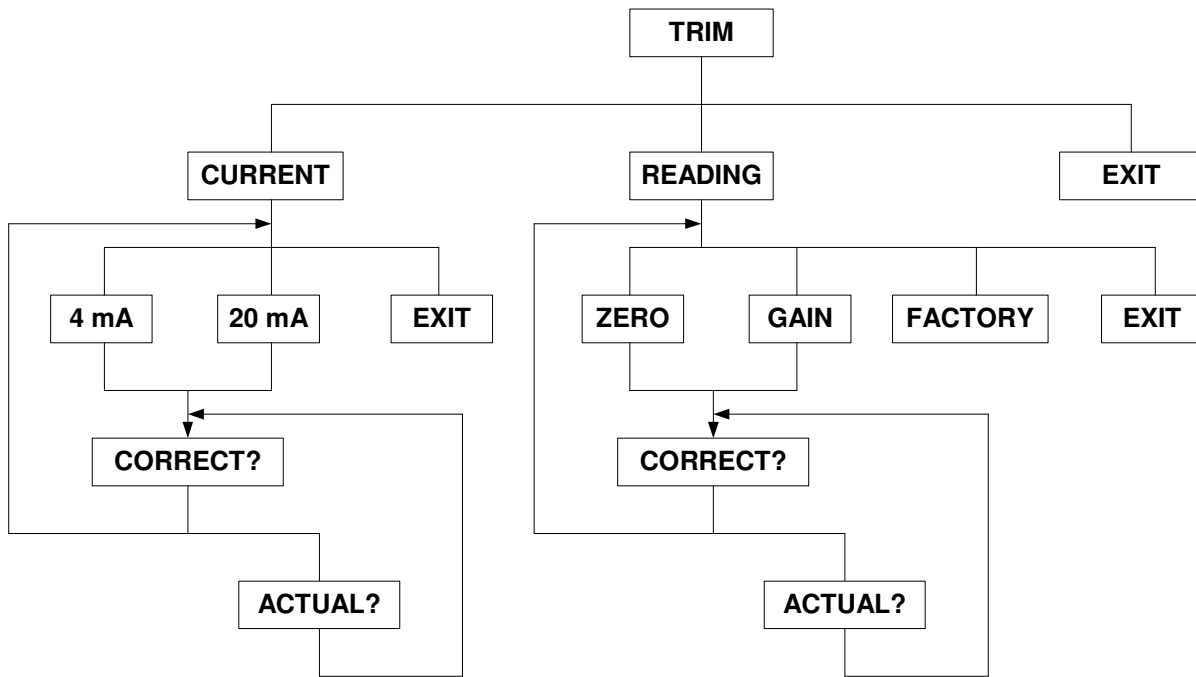 TRIM
CURRENT
READING
EXIT
4 mA
20 mA
EXIT
ZERO
GAIN
FACTORY
EXIT
CORRECT?
CORRECT?
ACTUAL?
ACTUAL?